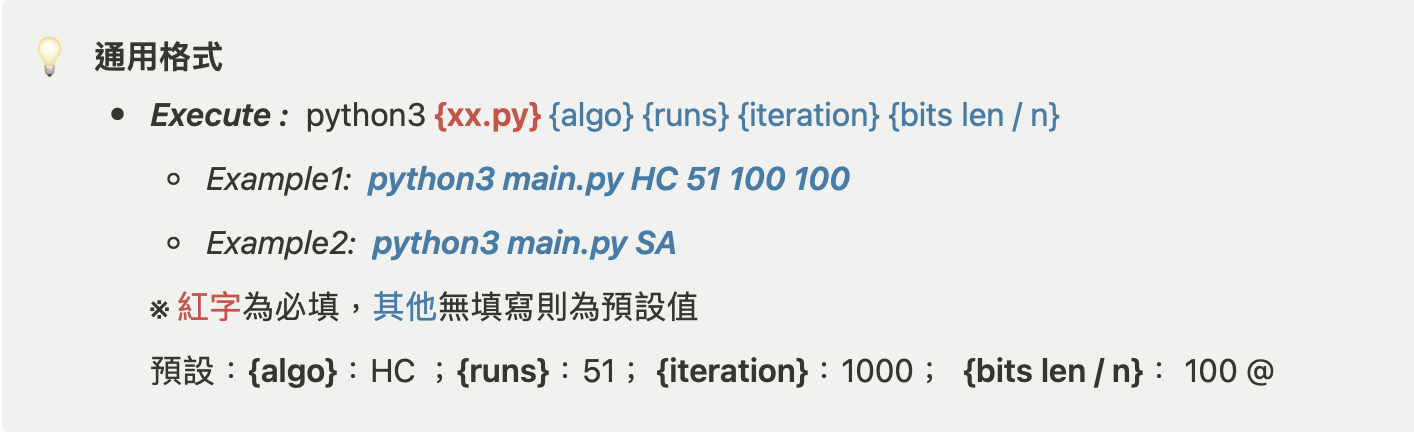 通用格式
Execute : python3 {xx.py} {algo} {runs} {iteration} {bits len / n}
Example1: python3 main.py HC 51 100 100
Example2: python3 main.py SA
※ 紅字為必填，其他無填寫則為預設值
預設：{algo}：HC ；{runs}：51； {iteration}：1000； {bits len / n}： 100 @